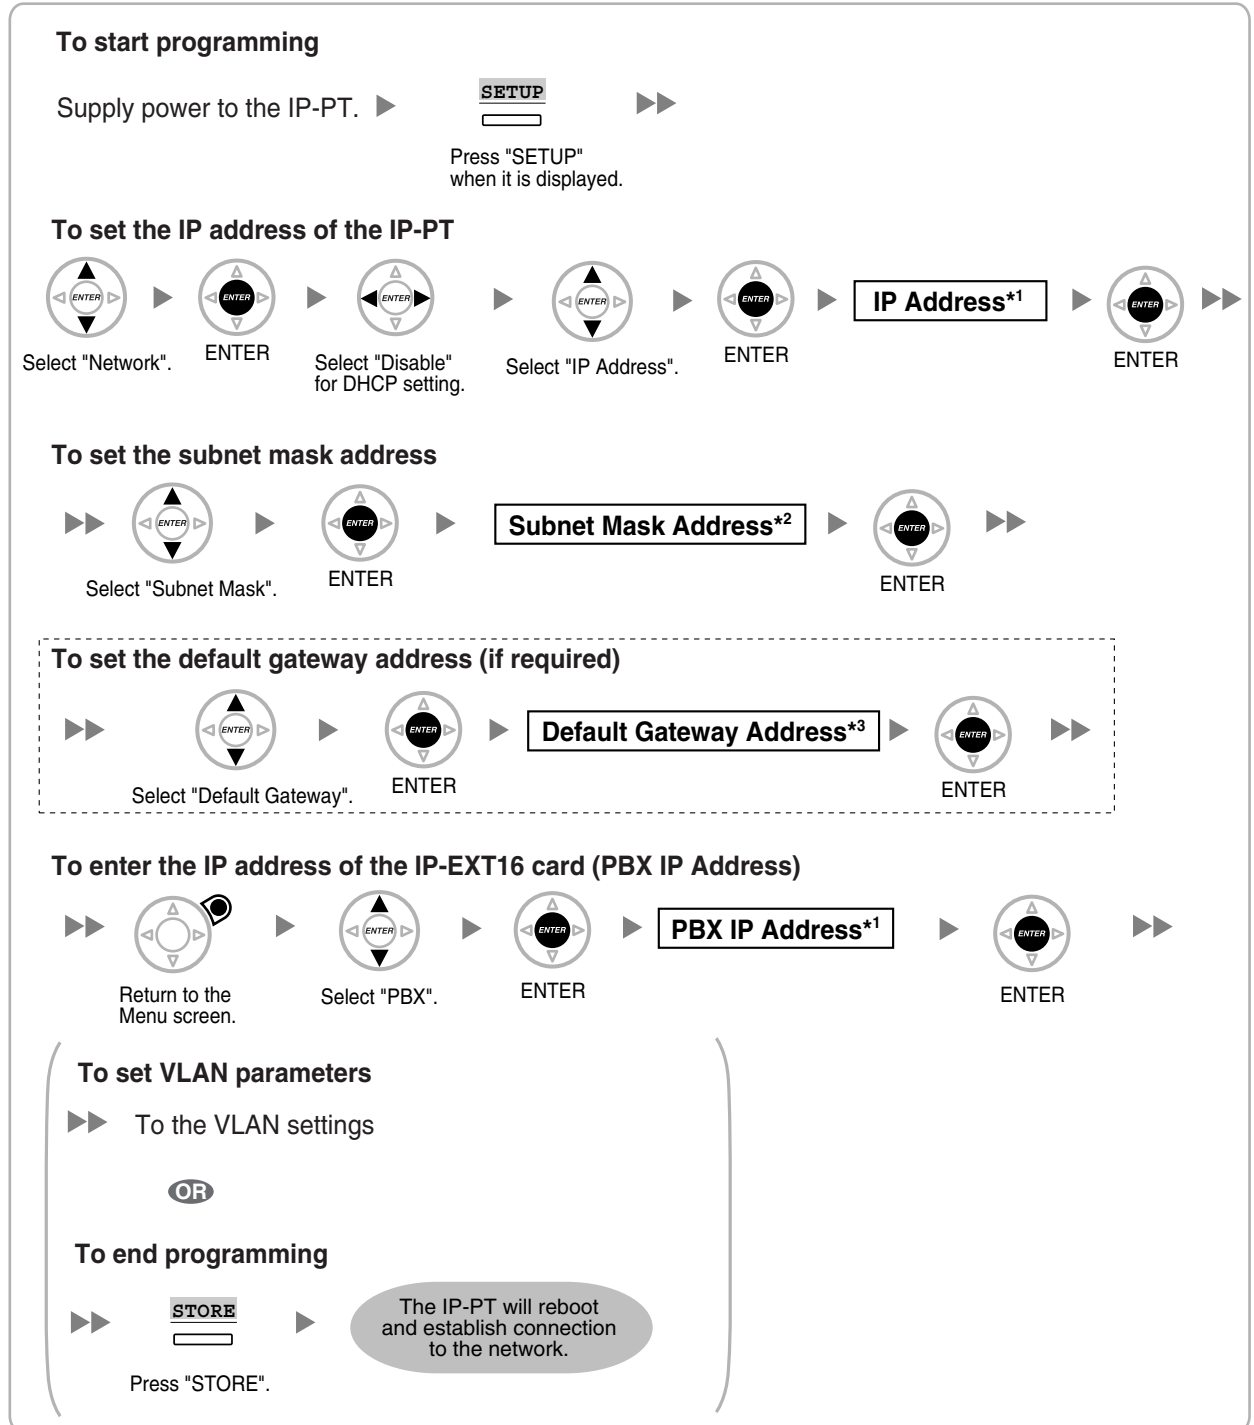 To start programming
Supply power to the IP-PT.
SETUP
Press "SETUP"
when it is displayed.
To set the IP address of the IP-PT
ENTER ENTER ENTER ENTER ENTER IP Address*1 ENTER
Select "Network". ENTER Select "Disable" Select "IP Address". ENTER ENTER
for DHCP setting.
To set the subnet mask address
ENTER ENTER Subnet Mask Address*2 ENTER
Select "Subnet Mask". ENTER ENTER
To set the default gateway address (if required)
ENTER ENTER Default Gateway Address*3 ENTER
Select "Default Gateway". ENTER ENTER
To enter the IP address of the IP-EXT16 card (PBX IP Address)
ENTER ENTER PBX IP Address*1 ENTER
Return to the Select "PBX". ENTER ENTER
Menu screen.
To set VLAN parameters
To the VLAN settings
OR
To end programming
STORE
Press "STORE".
The IP-PT will reboot
and establish connection
to the network.